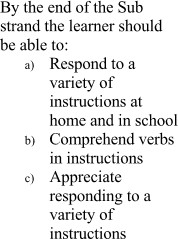 By the end of the Sub
strand the learner should
be able to:
a) Respond to a
variety of
instructions at
home and in school
b) Comprehend verbs
in instructions
c) Appreciate
responding to a
variety of
instructions